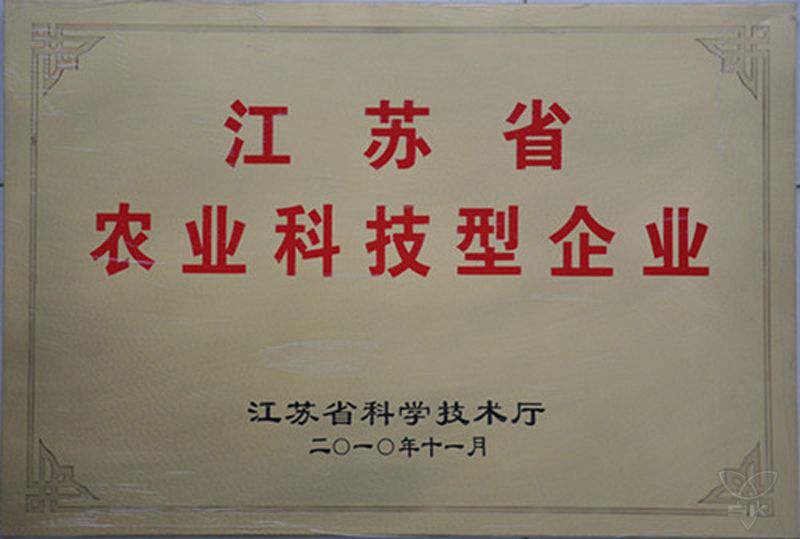 江苏省
农业科技型企业
江苏省科学技术厅
二〇一〇年十一月